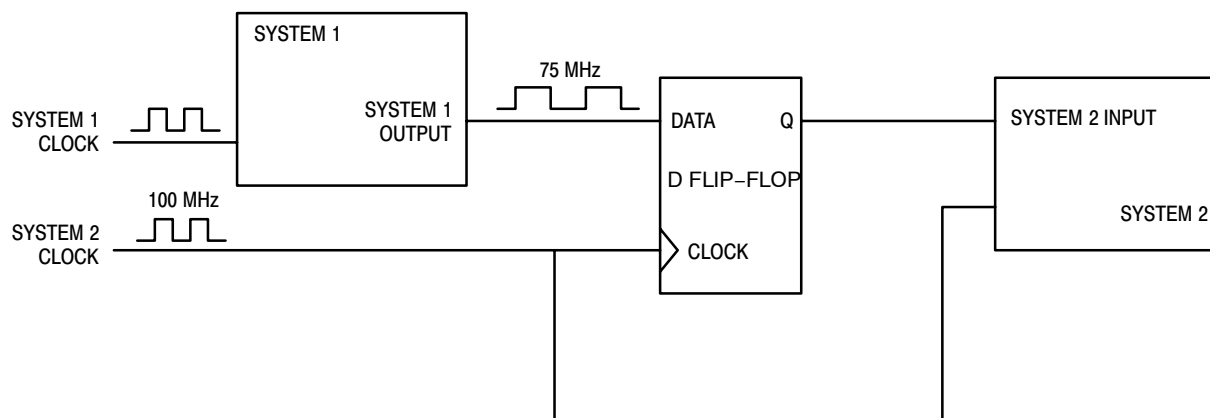 SYSTEM 1
75 MHz
SYSTEM 1
OUTPUT
SYSTEM 1
CLOCK
DATA
Q
SYSTEM 2 INPUT
D FLIP–FLOP
100 MHz
SYSTEM 2
SYSTEM 2
CLOCK
CLOCK